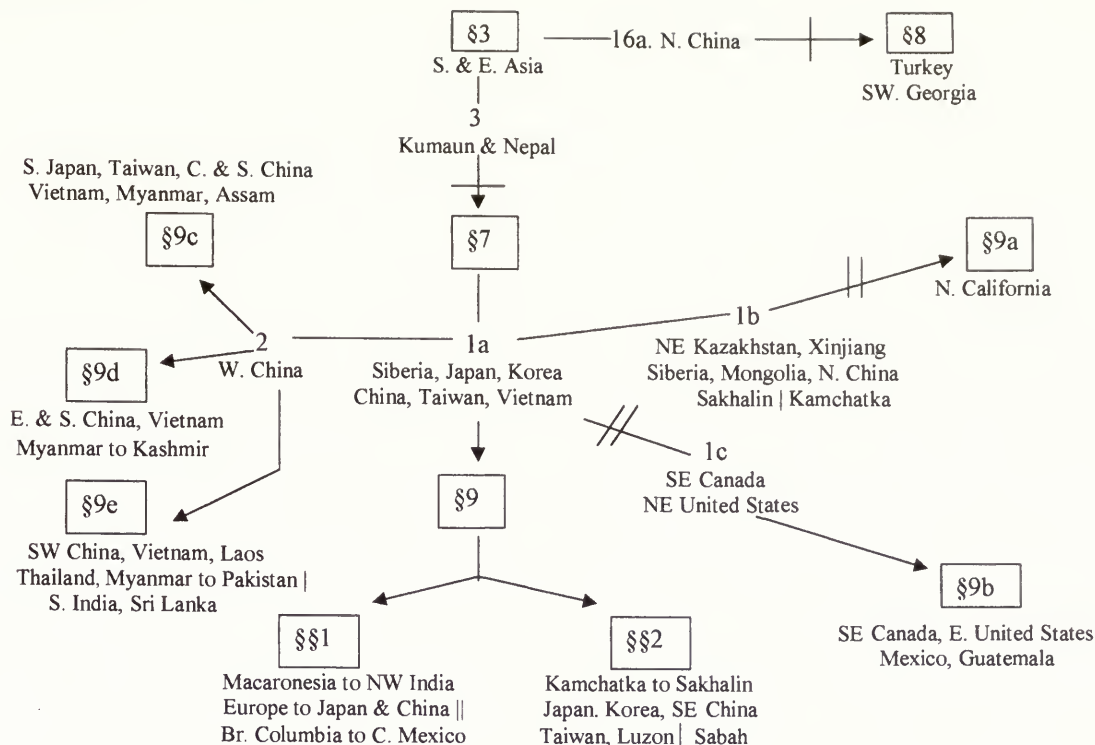 §3
16a. N. China
§8
S. & E. Asia
Turkey
SW. Georgia
3
Kumaun & Nepal
S. Japan, Taiwan, C. & S. China
Vietnam, Myanmar, Assam
§9c
§7
§9a
N. California
2
W. China
1a
Siberia, Japan, Korea
China, Taiwan, Vietnam
1b
NE Kazakhstan, Xinjiang
Siberia, Mongolia, N. China
Sakhalin | Kamchatka
§9d
E. & S. China, Vietnam
Myanmar to Kashmir
1c
SE Canada
NE United States
§9e
SW China, Vietnam, Laos
Thailand, Myanmar to Pakistan |
S. India, Sri Lanka
§9
§9b
SE Canada, E. United States
Mexico, Guatemala
§§1
Macaronesia to NW India
Europe to Japan & China ||
Br. Columbia to C. Mexico
§§2
Kamchatka to Sakhalin
Japan. Korea, SE China
Taiwan, Luzon | Sabah